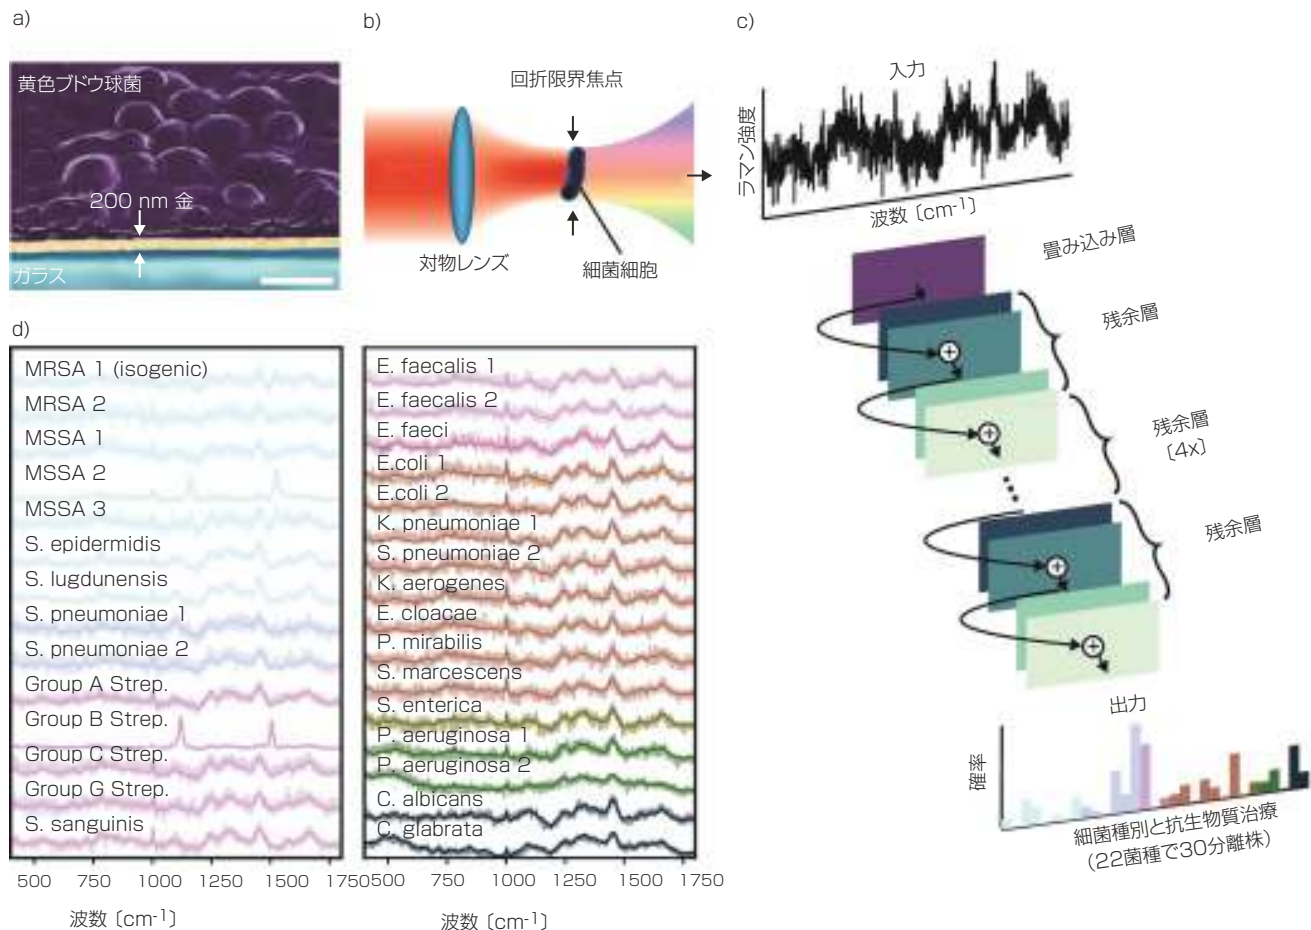 a)
黄色ブドウ球菌
200 nm 金
ガラス
b)
回折限界焦点
対物レンズ
細菌細胞
c)
入力
ラマン強度
波数〔cm-1〕
畳み込み層
残余層
残余層
〔4x〕
残余層
出力
確率
細菌種別と抗生物質治療
（22菌種で30分離株）
d)
MRSA 1 (isogenic)
MRSA 2
MSSA 1
MSSA 2
MSSA 3
S. epidermidis
S. lugdunensis
S. pneumoniae 1
S. pneumoniae 2
Group A Strep.
Group B Strep.
Group C Strep.
Group G Strep.
S. sanguinis
500 750 1000 1250 1500 1750
波数〔cm-1〕
E. faecalis 1
E. faecalis 2
E. faeci
E.coli 1
E.coli 2
K. pneumoniae 1
S. pneumoniae 2
K. aerogenes
E. cloacae
P. mirabilis
S. marcescens
S. enterica
P. aeruginosa 1
P. aeruginosa 2
C. albicans
C. glabrata
500 750 1000 1250 1500 1750
波数〔cm-1〕